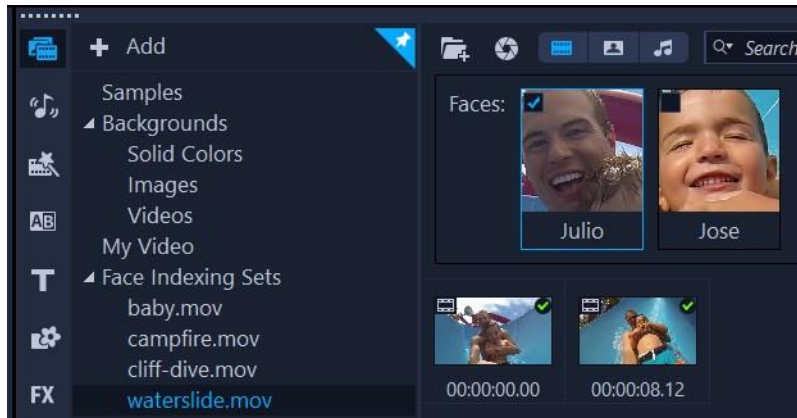 Add
Samples
Backgrounds
Solid Colors
Images
Videos
My Video
Face Indexing Sets
baby.mov
campfire.mov
cliff-dive.mov
waterslide.mov
AB
T
FX
Search
Faces:
Julio
Jose
00:00:00.00
00:00:08.12